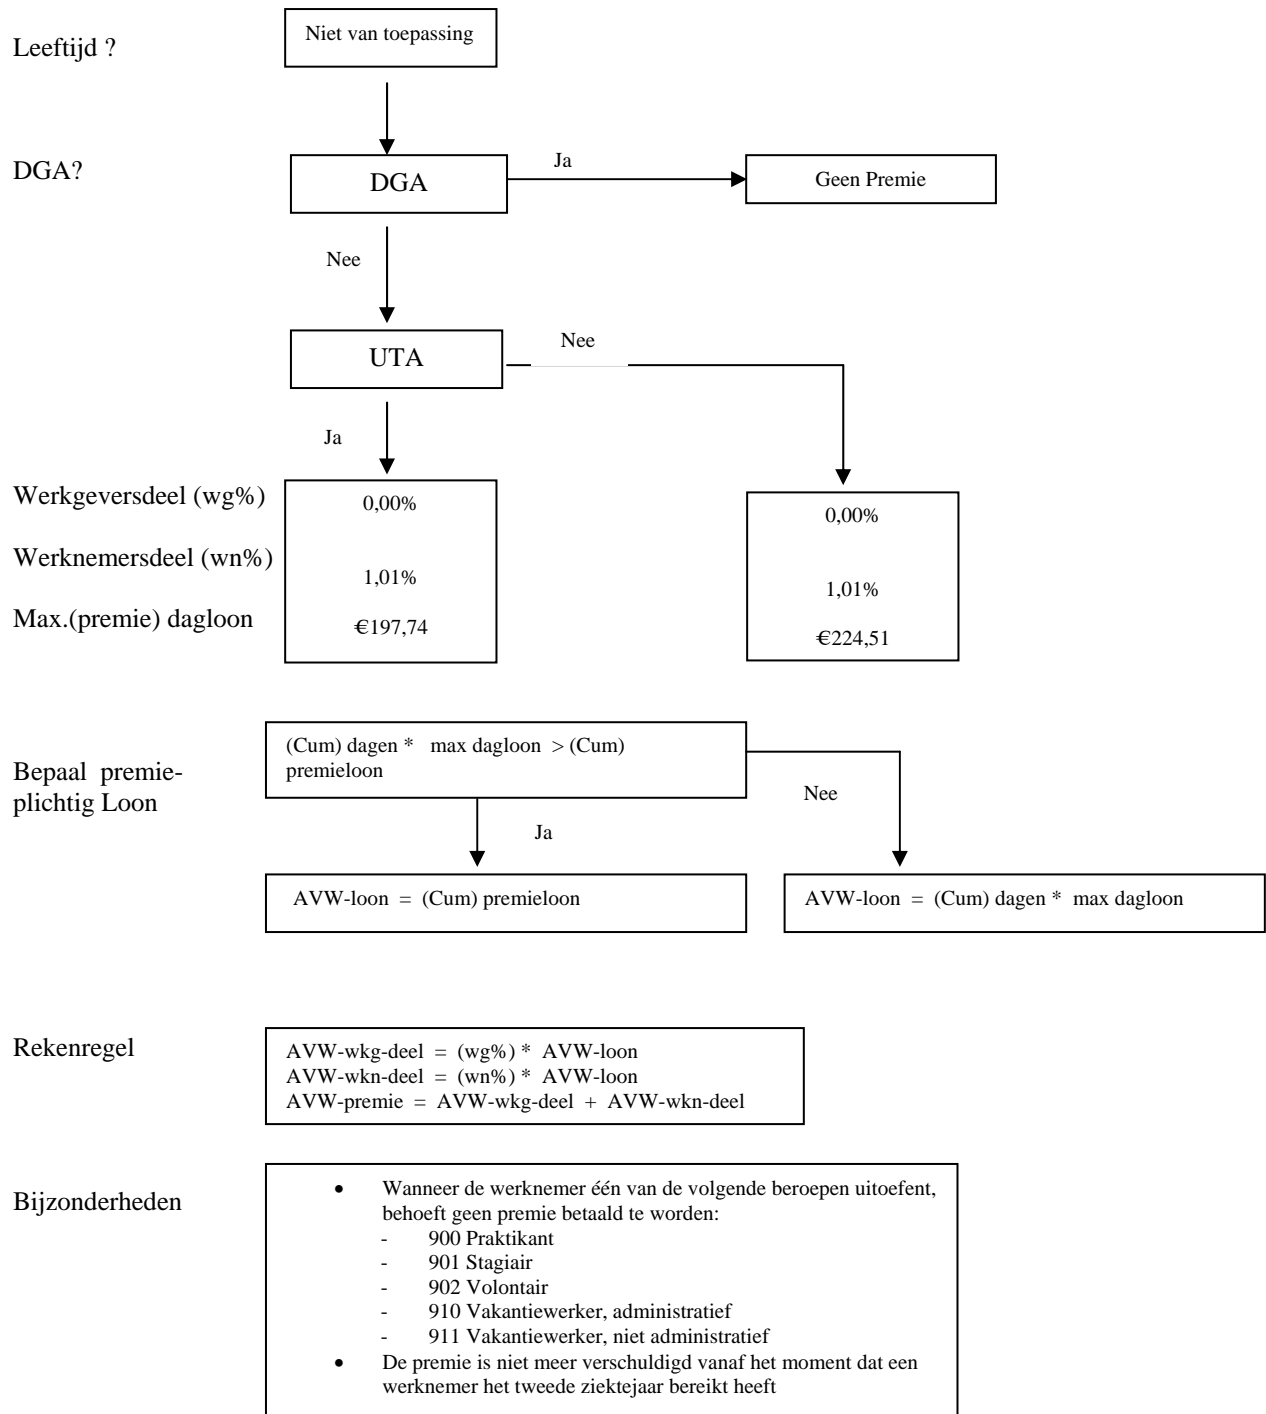 Leeftijd ?
Niet van toepassing
DGA?
DGA
Ja
Geen Premie
Nee
UTA
Nee
Ja
Werkgeversdeel (wg%)
0,00%
0,00%
Werknemersdeel (wn%)
1,01%
1,01%
Max.(premie) dagloon
€197,74
€224,51
Bepaal premie-
plichtig Loon
(Cum) dagen * max dagloon > (Cum)
premieloon
Nee
Ja
AVW-loon = (Cum) premieloon
AVW-loon = (Cum) dagen * max dagloon
Rekenregel
AVW-wkg-deel = (wg%) * AVW-loon
AVW-wkn-deel = (wn%) * AVW-loon
AVW-premie = AVW-wkg-deel + AVW-wkn-deel
Bijzonderheden
• Wanneer de werknemer één van de volgende beroepen uitoefent,
behoeft geen premie betaald te worden:
- 900 Praktikant
- 901 Stagiair
- 902 Volontair
- 910 Vakantiewerker, administratief
- 911 Vakantiewerker, niet administratief
• De premie is niet meer verschuldigd vanaf het moment dat een
werknemer het tweede ziektejaar bereikt heeft